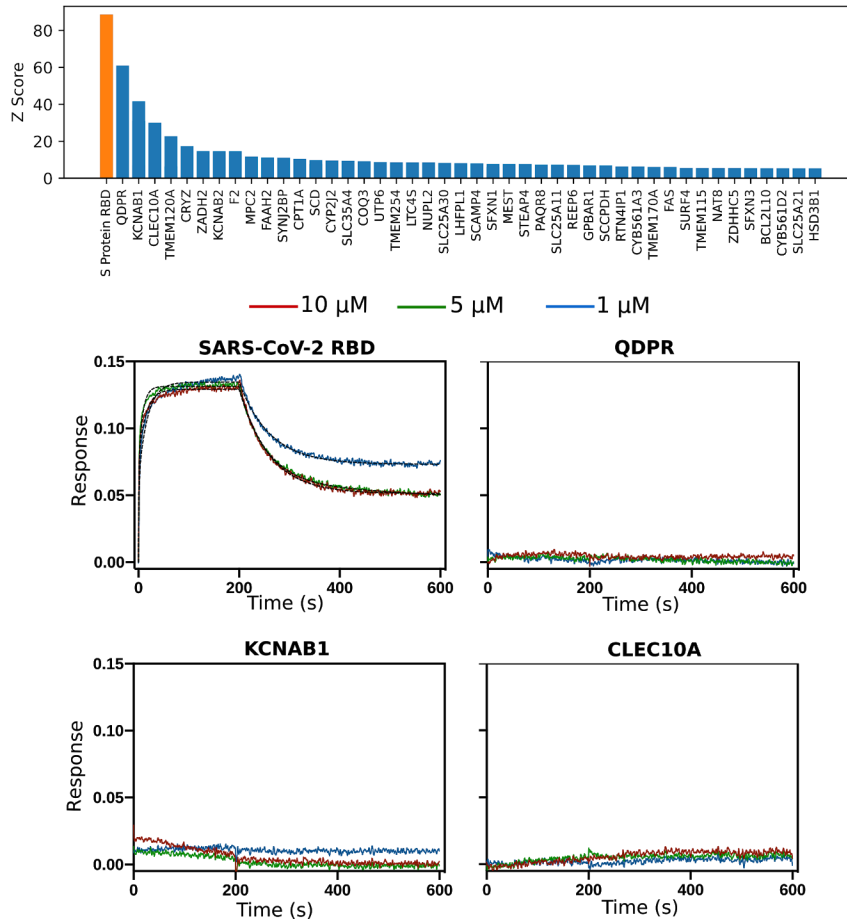 80
60
40
20
0
Z Score
S Protein RBD
QDPR
KCNAB1
CLEC10A
TMEM120A
CRYZ
ZADH2
KCNAB2
F2
MPC2
FAAH2
SYNJ2BP
CPT1A
SCD
CYP2J2
SLC35A4
COQ3
UTP6
TMEM254
LTC4S
NUPL2
SLC25A30
LHFPL1
SCAMP4
SFXN1
MEST
STEAP4
PAQR8
SLC25A11
REEP6
GPBAR1
SCCPDH
RTN4IP1
CYB561A3
TMEM170A
FAS
SURF4
TMEM115
NAT8
ZDHHC5
SFXN3
BCL2L10
CYB561D2
SLC25A21
HSD3B1
10 µM 5 µM 1 µM
SARS-CoV-2 RBD
0.15
0.10
0.05
0.00
Response
0 200 400 600
Time (s)
QDPR
0 200 400 600
Time (s)
KCNAB1
0.15
0.10
0.05
0.00
Response
0 200 400 600
Time (s)
CLEC10A
0 200 400 600
Time (s)